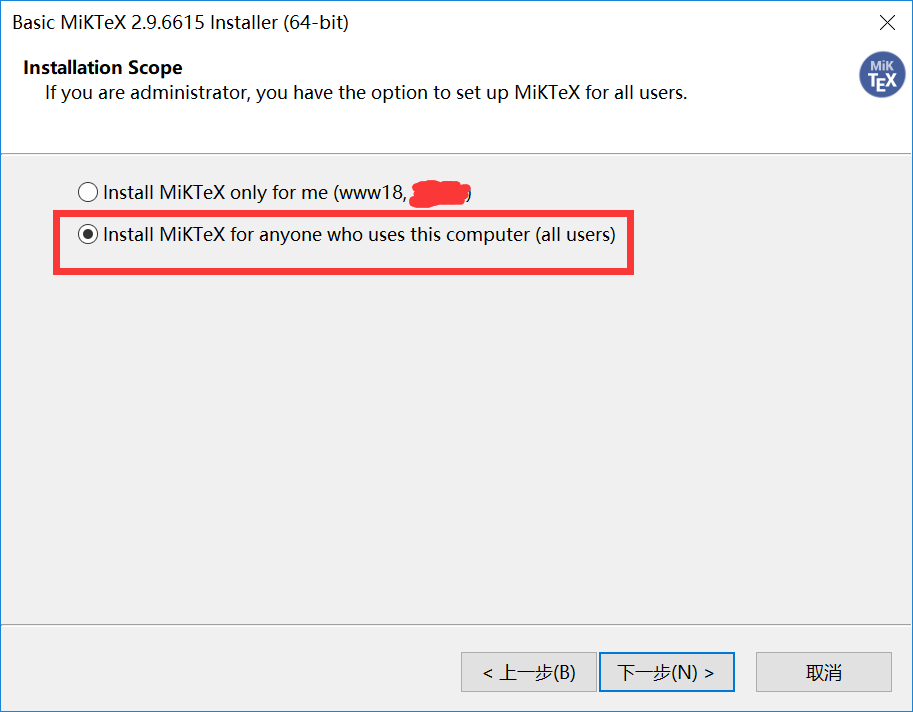 Basic MiKTeX 2.9.6615 Installer (64-bit)
Installation Scope
If you are administrator, you have the option to set up MiKTeX for all users.
MiK
TEX
Install MiKTeX only for me (www18, )
Install MiKTeX for anyone who uses this computer (all users)
< 上一步(B)
下一步(N) >
取消